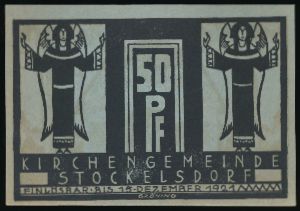 50
PF
KIRCHENGEMEINDE
STOCKELSDORF
EINLÖSBAR BIS 15 DEZEMBER 1921